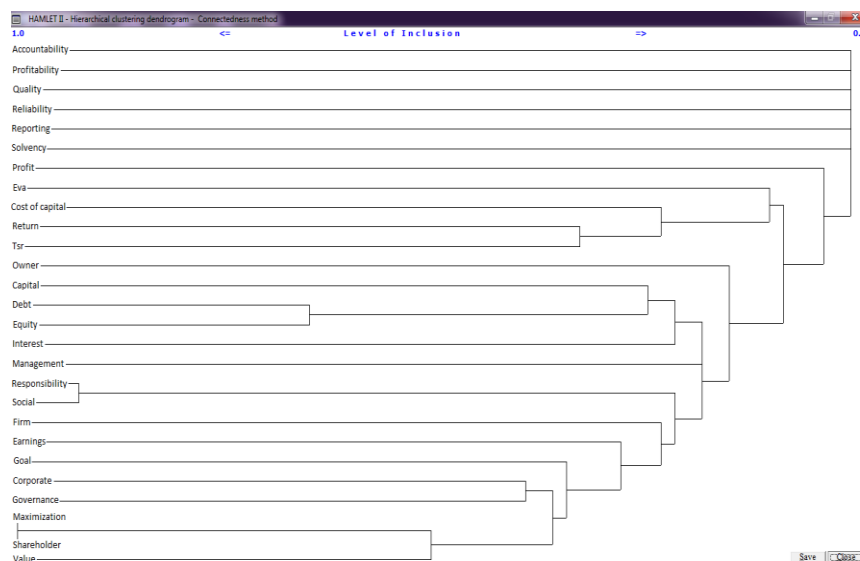 HAMLET II - Hierarchical clustering dendrogram - Connectedness method
1.0 <= Level of Inclusion => 0.
Accountability
Profitability
Quality
Reliability
Reporting
Solvency
Profit
Eva
Cost of capital
Return
Tsr
Owner
Capital
Debt
Equity
Interest
Management
Responsibility
Social
Firm
Earnings
Goal
Corporate
Governance
Maximization
Shareholder
Value
Save Close